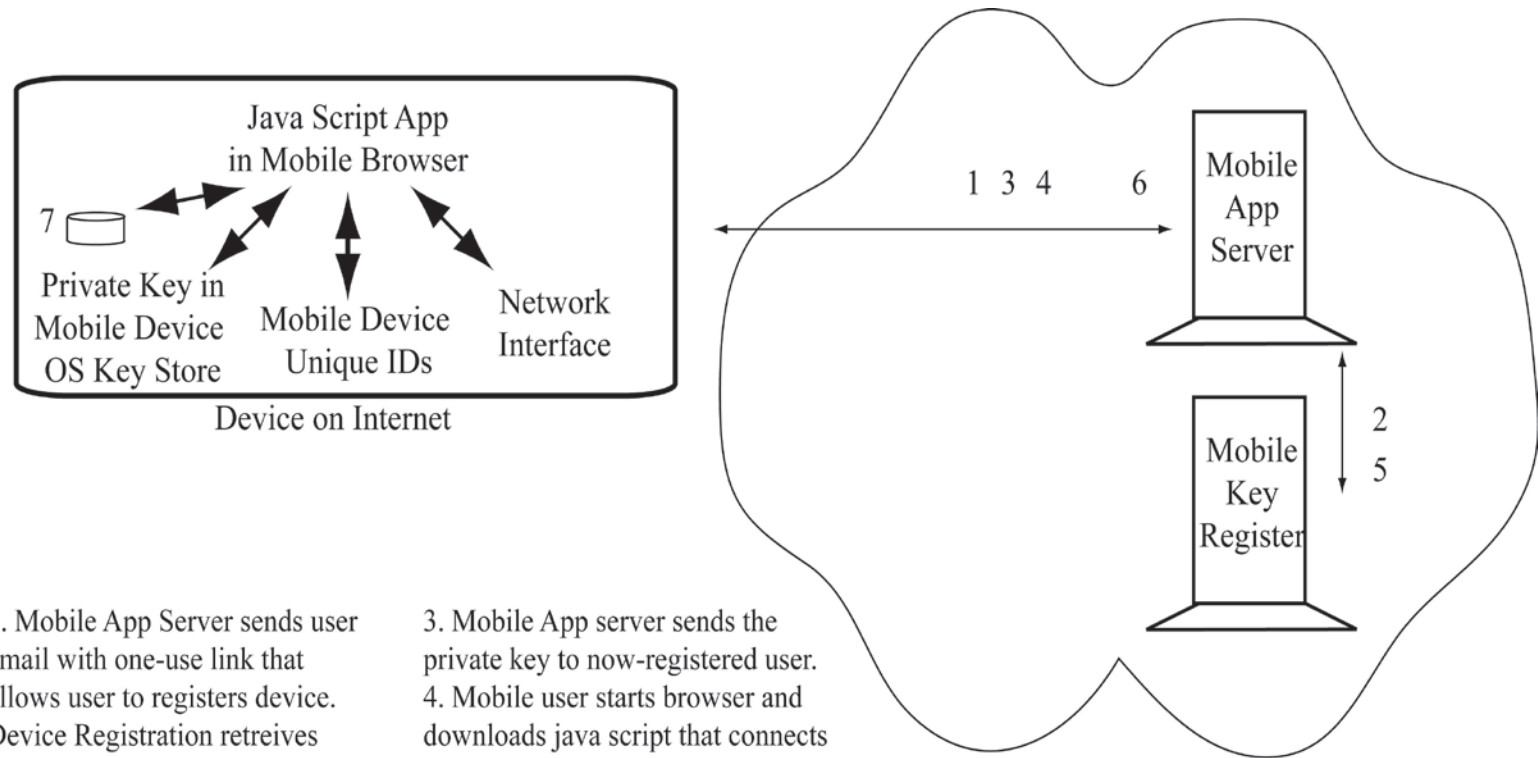 Java Script App
in Mobile Browser
7
Private Key in
Mobile Device
OS Key Store
Mobile Device
Unique IDs
Network
Interface
Device on Internet
1 3 4 6
Mobile
App
Server
2
5
Mobile
Key
Register
. Mobile App Server sends user
mail with one-use link that
llows user to registers device.
Device Registration retreives
3. Mobile App server sends the
private key to now-registered user.
4. Mobile user starts browser and
downloads java script that connects